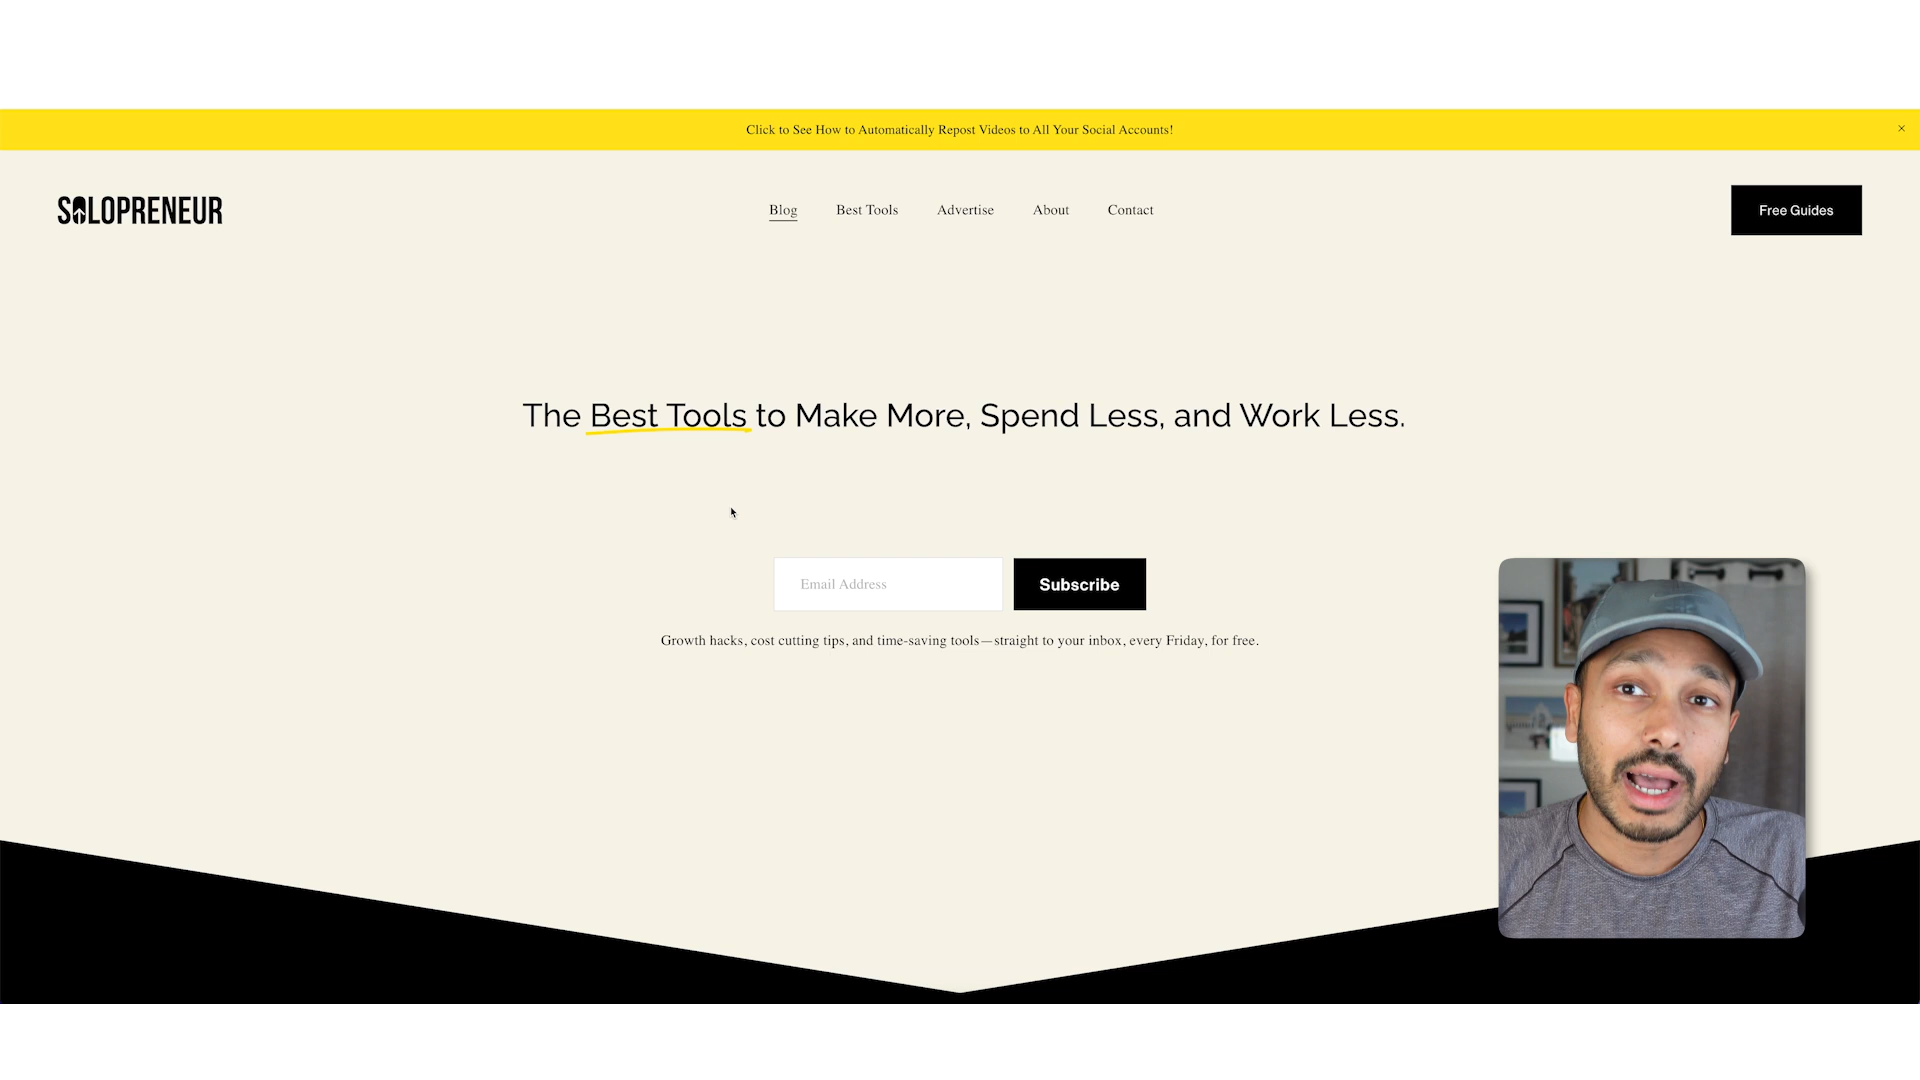 Click to See How to Automatically Repost Videos to All Your Social Accounts!
SOLOPRENEUR
Blog
Best Tools
Advertise
About
Contact
Free Guides
The Best Tools to Make More, Spend Less, and Work Less.
Email Address
Subscribe
Growth hacks, cost cutting tips, and time-saving tools—straight to your inbox, every Friday, for free.